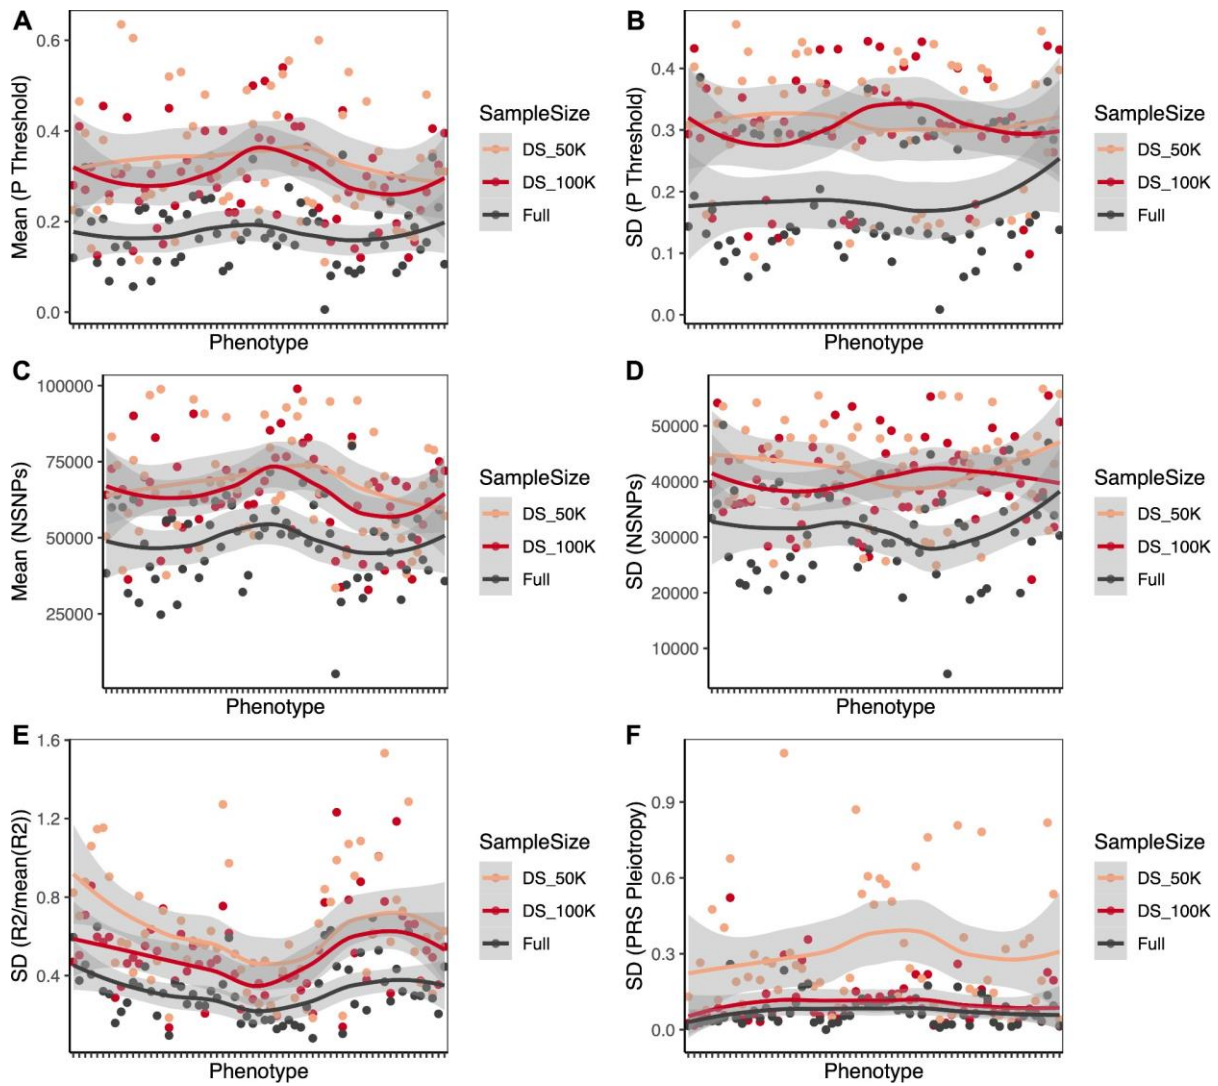 A
Mean (P Threshold)
0.6
0.4
0.2
0.0
Phenotype
SampleSize
DS_50K
DS_100K
Full
B
SD (P Threshold)
0.4
0.3
0.2
0.1
0.0
Phenotype
SampleSize
DS_50K
DS_100K
Full
C
Mean (NSNPs)
100000
75000
50000
25000
Phenotype
SampleSize
DS_50K
DS_100K
Full
D
SD (NSNPs)
50000
40000
30000
20000
10000
Phenotype
SampleSize
DS_50K
DS_100K
Full
E
SD (R2/mean(R2))
1.6
1.2
0.8
0.4
Phenotype
SampleSize
DS_50K
DS_100K
Full
F
SD (PRS Pleiotropy)
0.9
0.6
0.3
0.0
Phenotype
SampleSize
DS_50K
DS_100K
Full